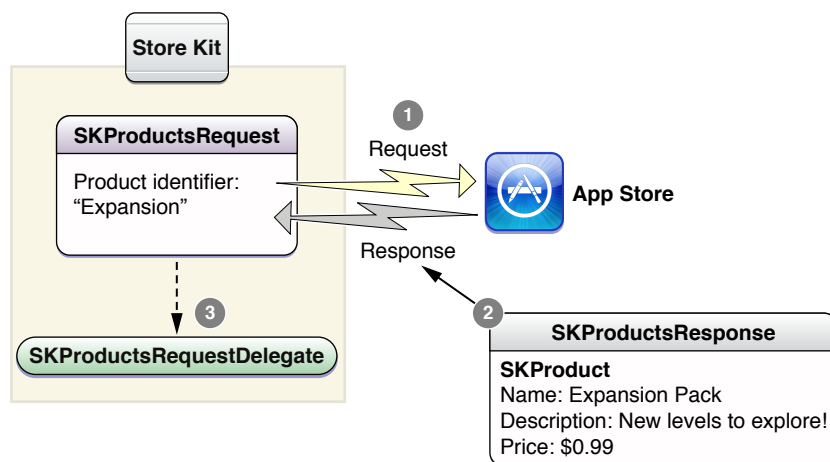 Store Kit
SKProductsRequest
Product identifier:
“Expansion”
1
Request
App Store
Response
2
3
SKProductsRequestDelegate
SKProductsResponse
SKProduct
Name: Expansion Pack
Description: New levels to explore!
Price: $0.99